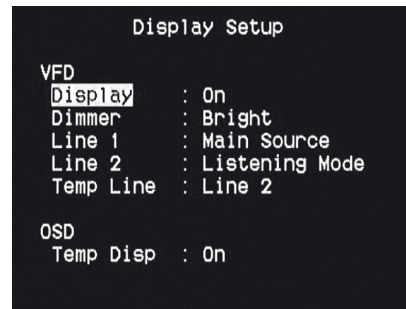 Display Setup
VFD
Display : On
Dimmer : Bright
Line 1 : Main Source
Line 2 : Listening Mode
Temp Line : Line 2
OSD
Temp Disp : On